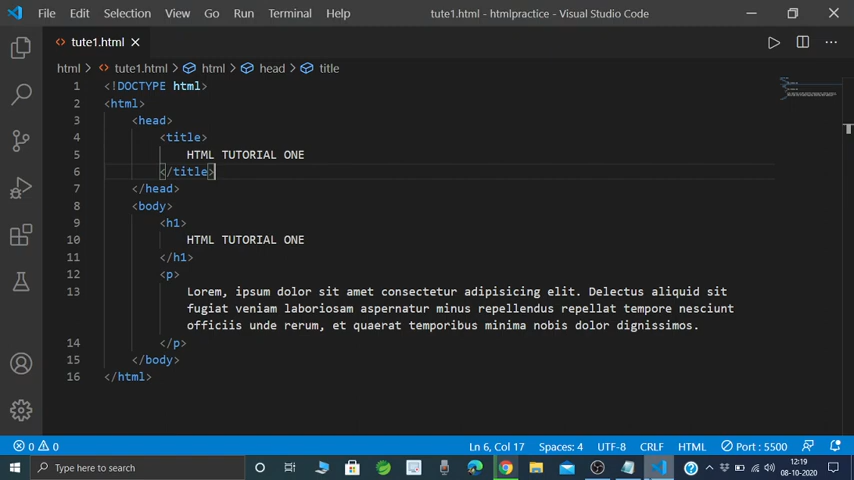 File Edit Selection View Go Run Terminal Help tute1.html - htmlpractice - Visual Studio Code
<> tute1.html
html > <> tute1.html > html > head > title
1 <!DOCTYPE html>
2 <html>
3 <head>
4 <title>
5 HTML TUTORIAL ONE
6 </title>
7 </head>
8 <body>
9 <h1>
10 HTML TUTORIAL ONE
11 </h1>
12 <p>
13 Lorem, ipsum dolor sit amet consectetur adipisicing elit. Delectus aliquid sit
fugiat veniam laboriosam aspernatur minus repellendus repellat tempore nesciunt
officiis unde rerum, et quaerat temporibus minima nobis dolor dignissimos.
14 </p>
15 </body>
16 </html>
0 0 Ln 6, Col 17 Spaces: 4 UTF-8 CRLF HTML Port : 5500
Type here to search 12:19
08-10-2020